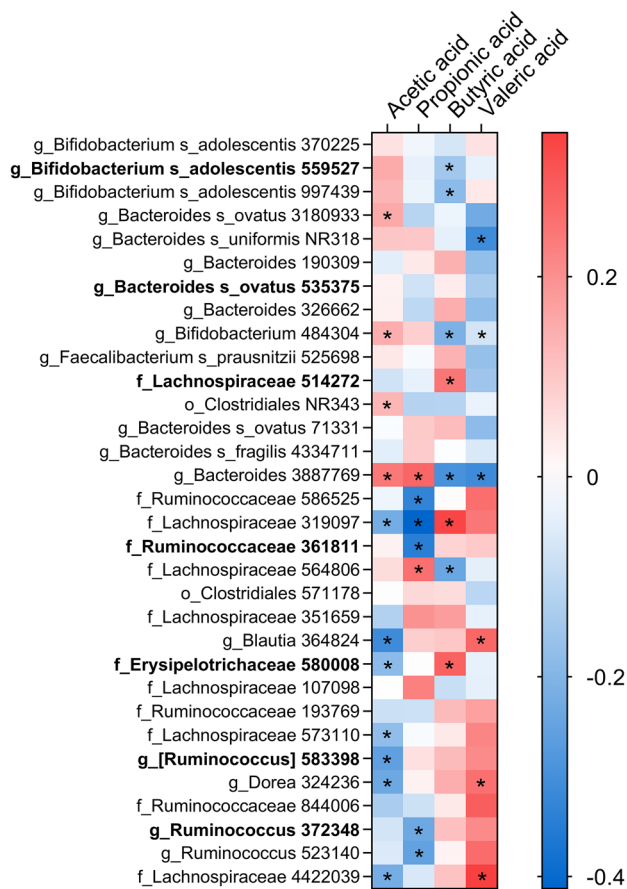 Acetic acid
Propionic acid
Butyric acid
Valeric acid
g_Bifidobacterium s_adolescentis 370225
g_Bifidobacterium s_adolescentis 559527
*
g_Bifidobacterium s_adolescentis 997439
*
g_Bacteroides s_ovatus 3180933
*
g_Bacteroides s_uniformis NR318
*
g_Bacteroides 190309
g_Bacteroides s_ovatus 535375
g_Bacteroides 326662
g_Bifidobacterium 484304
* * *
g_Faecalibacterium s_prausnitzii 525698
f_Lachnospiraceae 514272
*
o_Clostridiales NR343
*
g_Bacteroides s_ovatus 71331
g_Bacteroides s_fragilis 4334711
g_Bacteroides 3887769
* * * *
f_Ruminococcaceae 586525
*
f_Lachnospiraceae 319097
* * *
f_Ruminococcaceae 361811
*
f_Lachnospiraceae 564806
* *
o_Clostridiales 571178
f_Lachnospiraceae 351659
g_Blautia 364824
* *
f_Erysipelotrichaceae 580008
* *
f_Lachnospiraceae 107098
f_Ruminococcaceae 193769
f_Lachnospiraceae 573110
*
g_[Ruminococcus] 583398
*
g_Dorea 324236
* *
f_Ruminococcaceae 844006
g_Ruminococcus 372348
*
g_Ruminococcus 523140
*
f_Lachnospiraceae 4422039
* *
0.2
0
-0.2
-0.4